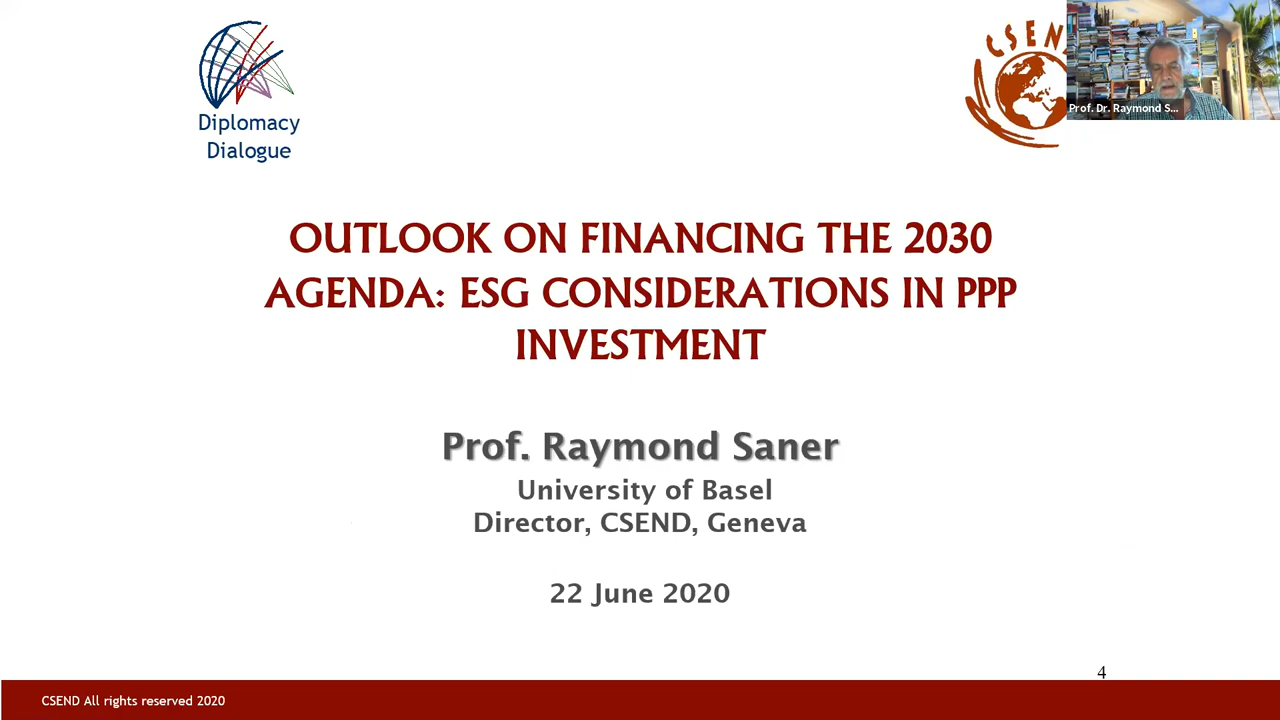 Diplomacy
Dialogue
CSEN
Prof. Dr. Raymond S...
OUTLOOK ON FINANCING THE 2030
AGENDA: ESG CONSIDERATIONS IN PPP
INVESTMENT
Prof. Raymond Saner
University of Basel
Director, CSEND, Geneva
22 June 2020
4
CSEND All rights reserved 2020